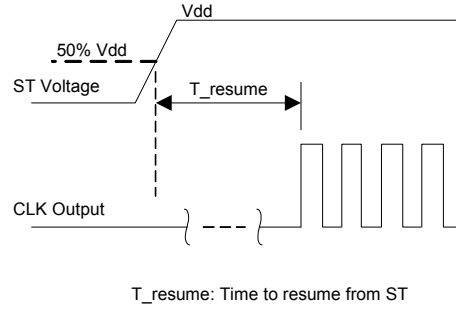 Vdd
50% Vdd
ST Voltage
T_resume
CLK Output
T_resume: Time to resume from ST